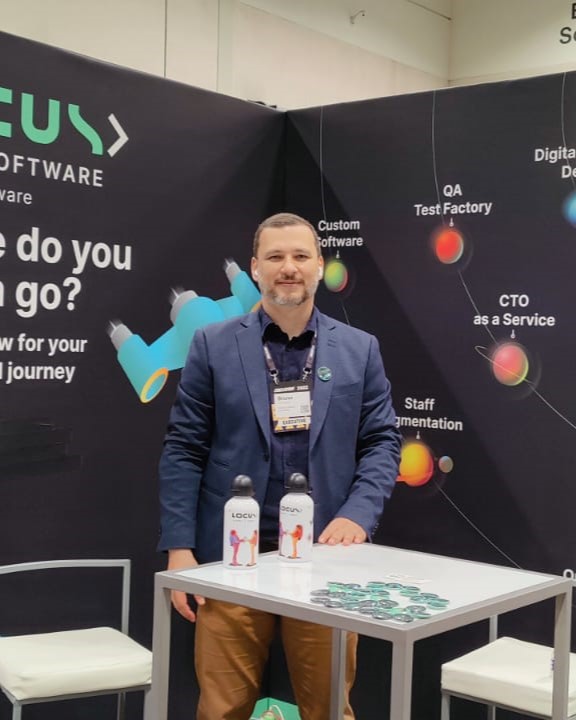 CUS
OFTWARE
ware
e do you
go?
w for your
journey
Custom
Software
QA
Test Factory
Digita
De
CTO
as a Service
Staff
gmentation
LOCUS